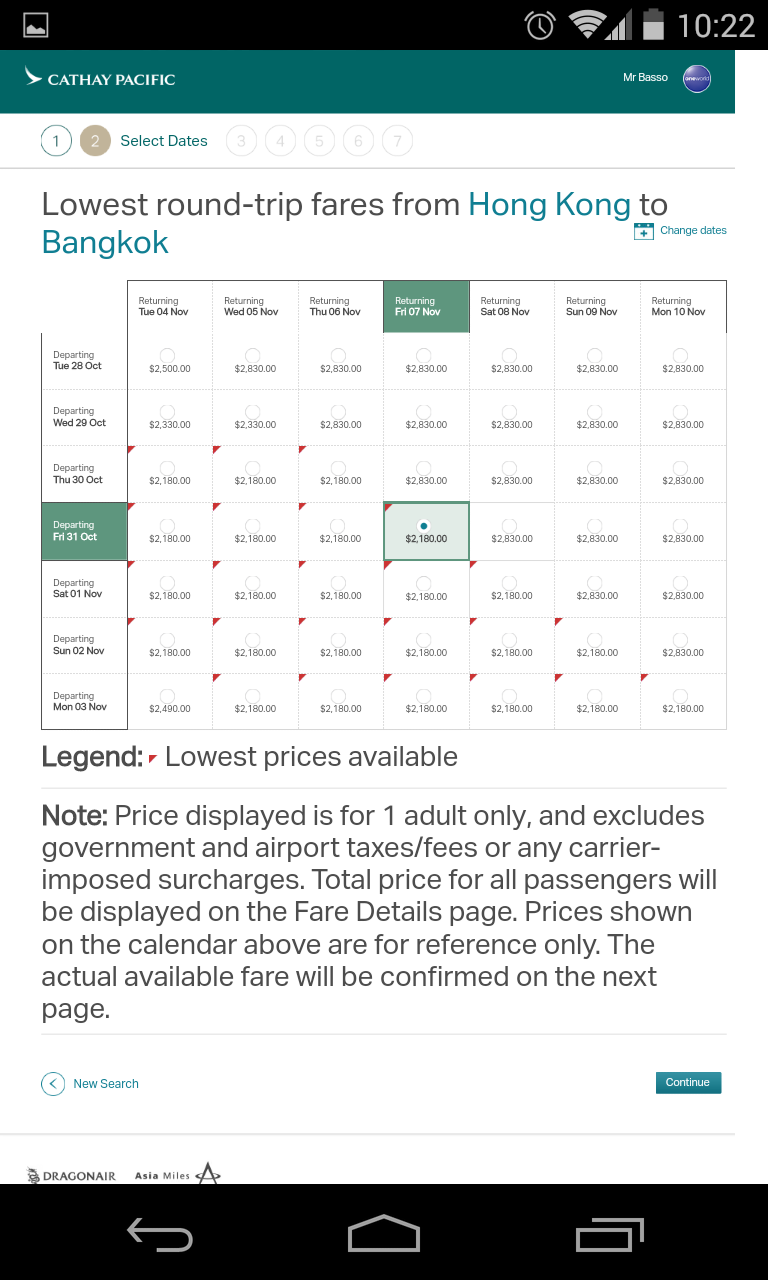 10:22
CATHAY PACIFIC
Mr Basso
oneworld
1 2 Select Dates 3 4 5 6 7
Lowest round-trip fares from Hong Kong to
Bangkok
Change dates
Returning Returning Returning Returning Returning Returning Returning
Tue 04 Nov Wed 05 Nov Thu 06 Nov Fri 07 Nov Sat 08 Nov Sun 09 Nov Mon 10 Nov
Departing
Tue 28 Oct
$2,500.00 $2,830.00 $2,830.00 $2,830.00 $2,830.00 $2,830.00 $2,830.00
Departing
Wed 29 Oct
$2,330.00 $2,330.00 $2,830.00 $2,830.00 $2,830.00 $2,830.00 $2,830.00
Departing
Thu 30 Oct
$2,180.00 $2,180.00 $2,180.00 $2,830.00 $2,830.00 $2,830.00 $2,830.00
Departing
Fri 31 Oct
$2,180.00 $2,180.00 $2,180.00 $2,180.00 $2,830.00 $2,830.00 $2,830.00
Departing
Sat 01 Nov
$2,180.00 $2,180.00 $2,180.00 $2,180.00 $2,180.00 $2,830.00 $2,830.00
Departing
Sun 02 Nov
$2,180.00 $2,180.00 $2,180.00 $2,180.00 $2,180.00 $2,180.00 $2,830.00
Departing
Mon 03 Nov
$2,490.00 $2,180.00 $2,180.00 $2,180.00 $2,180.00 $2,180.00 $2,180.00
Legend: Lowest prices available
Note: Price displayed is for 1 adult only, and excludes
government and airport taxes/fees or any carrier-
imposed surcharges. Total price for all passengers will
be displayed on the Fare Details page. Prices shown
on the calendar above are for reference only. The
actual available fare will be confirmed on the next
page.
New Search
Continue
DRAGONAIR Asia Miles